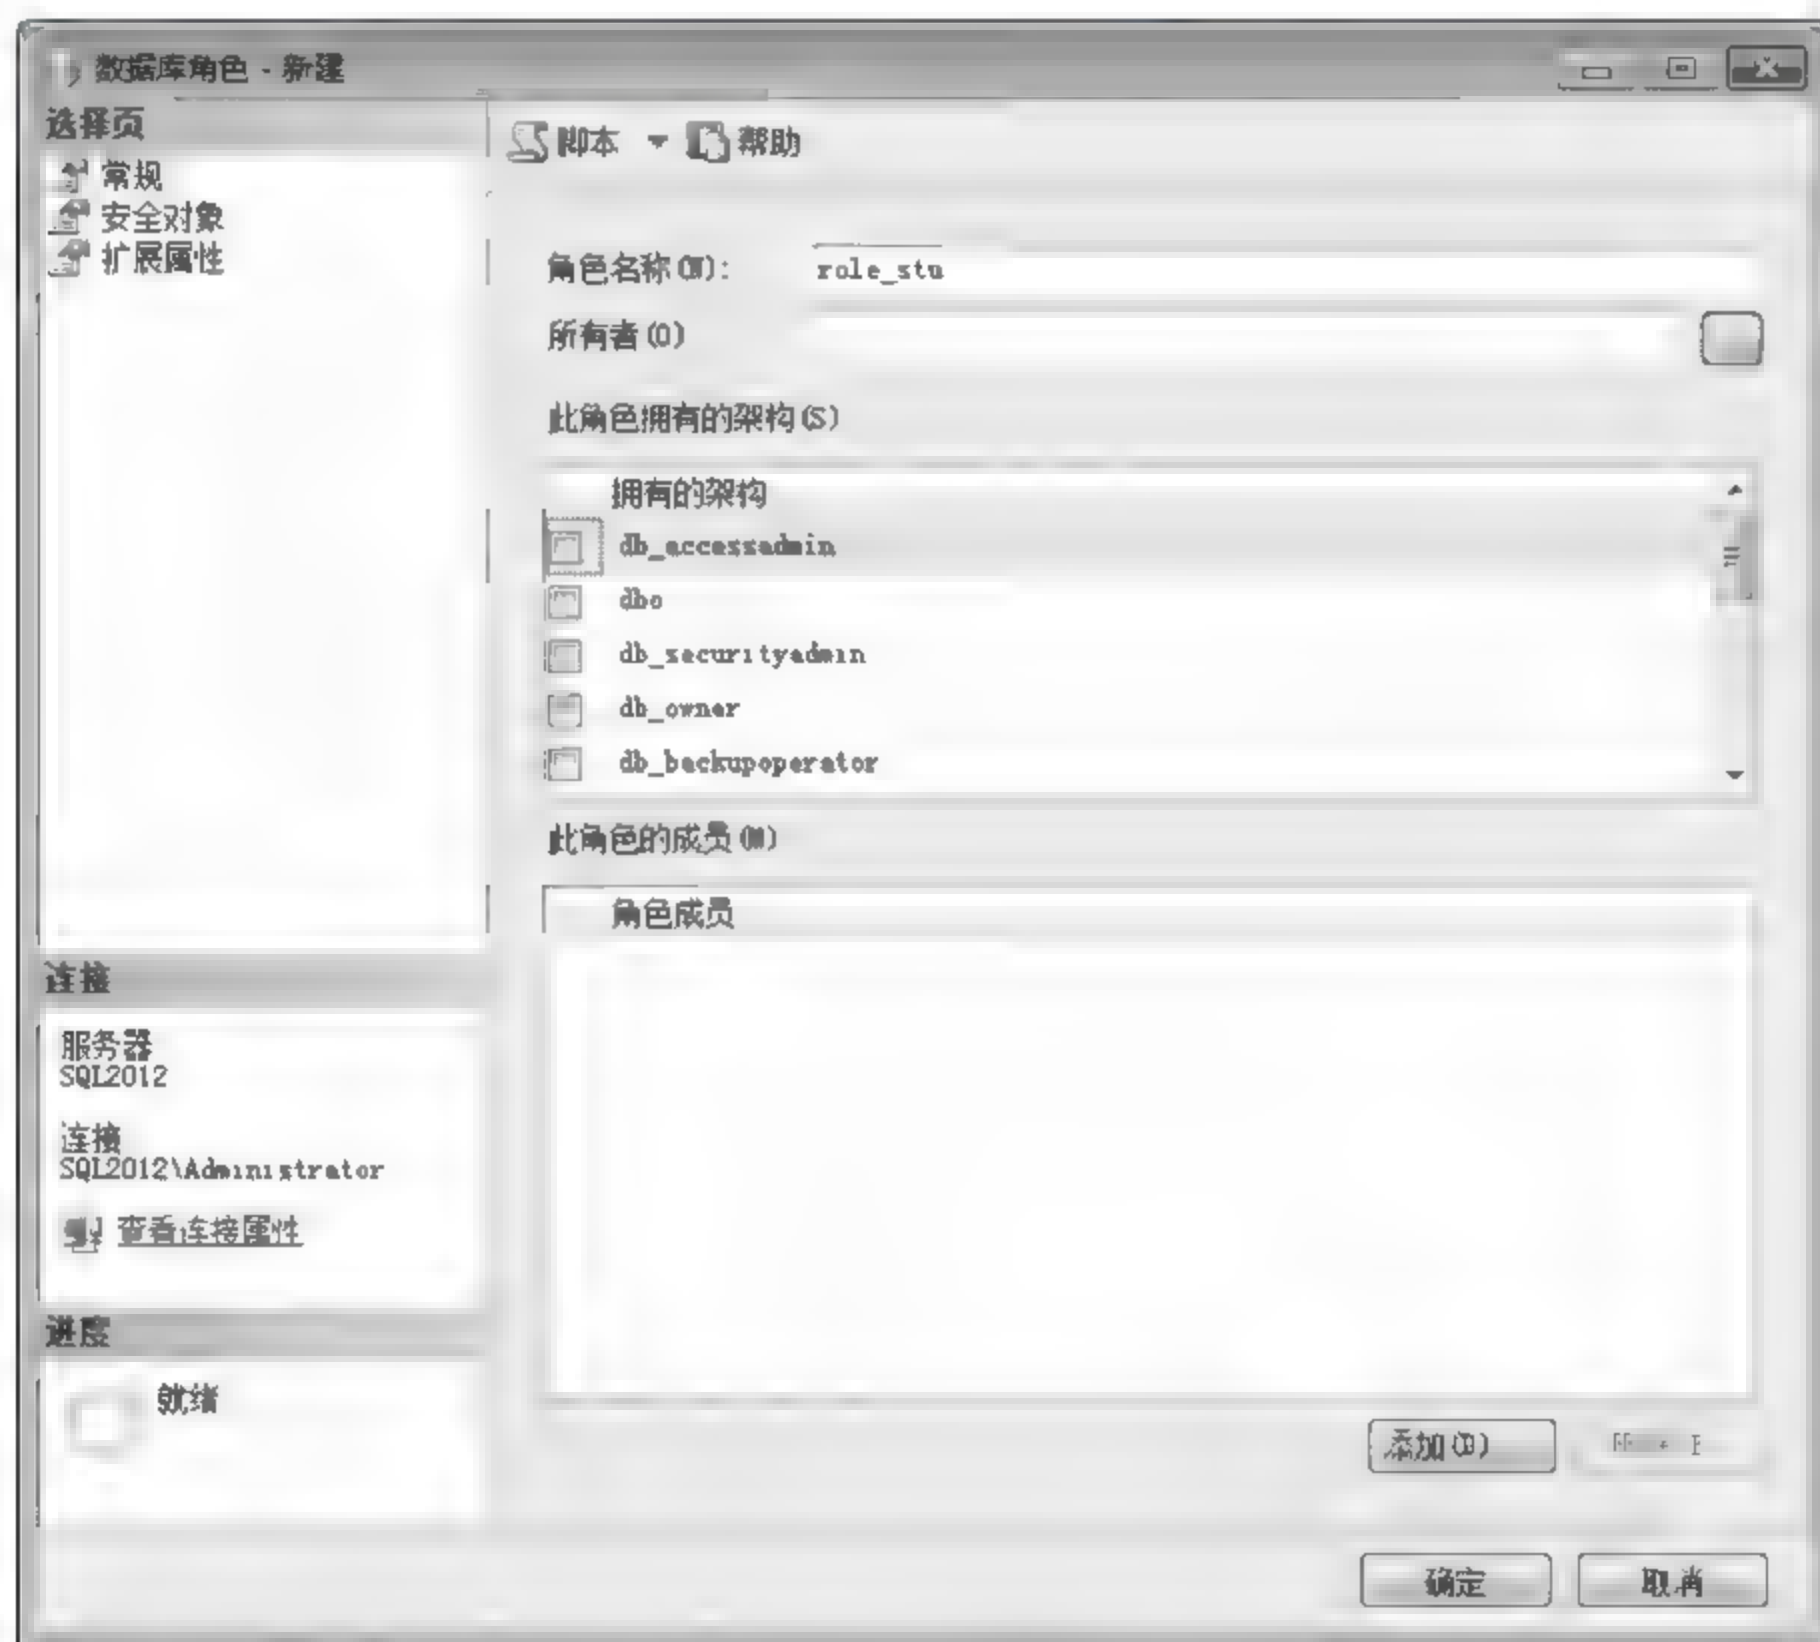 数据库角色 - 新建
选择页
常规
安全对象
扩展属性
脚本
帮助
角色名称(N):
role_stu
所有者(O)
此角色拥有的架构(S)
拥有的架构
db_accessadmin
dbo
db_securityadmin
db_owner
db_backupoperator
此角色的成员(M)
角色成员
连接
服务器
SQL2012
连接
SQL2012\Administrator
查看连接属性
进度
就绪
添加(D)
确定
取消